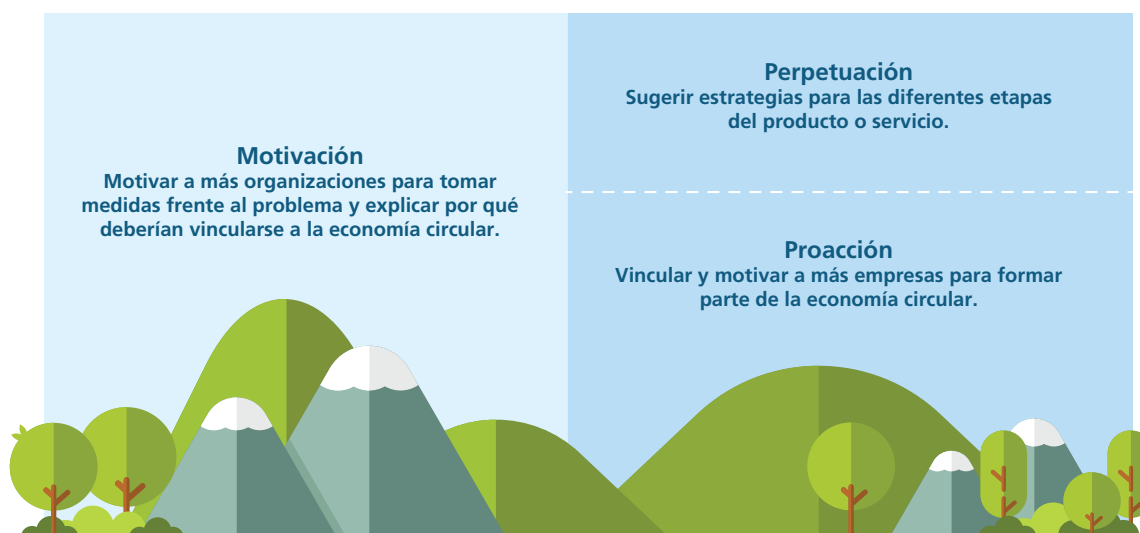 Motivación
Motivar a más organizaciones para tomar
medidas frente al problema y explicar por qué
deberían vincularse a la economía circular.
Perpetuación
Sugerir estrategias para las diferentes etapas
del producto o servicio.
Proacción
Vincular y motivar a más empresas para formar
parte de la economía circular.